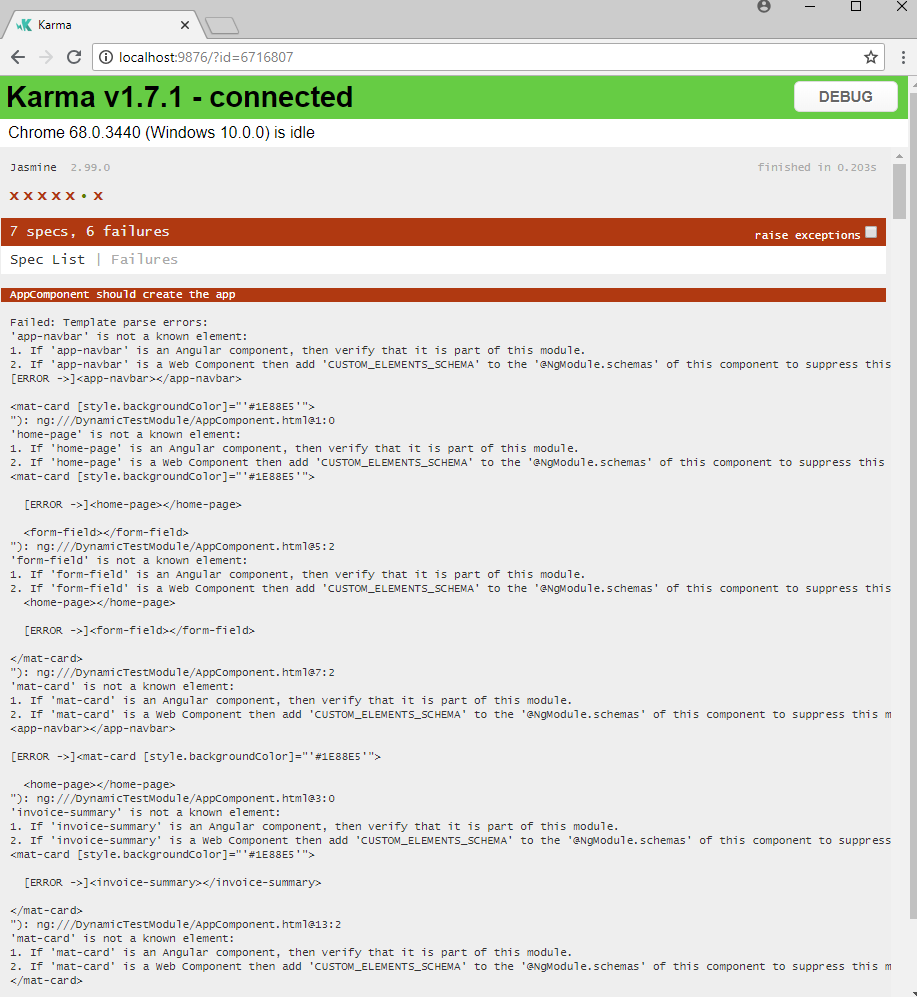 Karma
localhost:9876/?id=6716807
Karma v1.7.1 - connected
DEBUG
Chrome 68.0.3440 (Windows 10.0.0) is idle
Jasmine 2.99.0
finished in 0.203s
x x x x x • x
7 specs, 6 failures
raise exceptions
Spec List | Failures
AppComponent should create the app
Failed: Template parse errors:
'app-navbar' is not a known element:
1. If 'app-navbar' is an Angular component, then verify that it is part of this module.
2. If 'app-navbar' is a Web Component then add 'CUSTOM_ELEMENTS_SCHEMA' to the '@NgModule.schemas' of this component to suppress this
[ERROR ->]<app-navbar></app-navbar>
<mat-card [style.backgroundColor]="'#1E88E5'">
"): ng:///DynamicTestModule/AppComponent.html@1:0
'home-page' is not a known element:
1. If 'home-page' is an Angular component, then verify that it is part of this module.
2. If 'home-page' is a Web Component then add 'CUSTOM_ELEMENTS_SCHEMA' to the '@NgModule.schemas' of this component to suppress this
<mat-card [style.backgroundColor]="'#1E88E5'">
[ERROR ->]<home-page></home-page>
<form-field></form-field>
"): ng:///DynamicTestModule/AppComponent.html@5:2
'form-field' is not a known element:
1. If 'form-field' is an Angular component, then verify that it is part of this module.
2. If 'form-field' is a Web Component then add 'CUSTOM_ELEMENTS_SCHEMA' to the '@NgModule.schemas' of this component to suppress this
<home-page></home-page>
[ERROR ->]<form-field></form-field>
</mat-card>
"): ng:///DynamicTestModule/AppComponent.html@7:2
'mat-card' is not a known element:
1. If 'mat-card' is an Angular component, then verify that it is part of this module.
2. If 'mat-card' is a Web Component then add 'CUSTOM_ELEMENTS_SCHEMA' to the '@NgModule.schemas' of this component to suppress this m
<app-navbar></app-navbar>
[ERROR ->]<mat-card [style.backgroundColor]="'#1E88E5'">
<home-page></home-page>
"): ng:///DynamicTestModule/AppComponent.html@3:0
'invoice-summary' is not a known element:
1. If 'invoice-summary' is an Angular component, then verify that it is part of this module.
2. If 'invoice-summary' is a Web Component then add 'CUSTOM_ELEMENTS_SCHEMA' to the '@NgModule.schemas' of this component to suppress
<mat-card [style.backgroundColor]="'#1E88E5'">
[ERROR ->]<invoice-summary></invoice-summary>
</mat-card>
"): ng:///DynamicTestModule/AppComponent.html@13:2
'mat-card' is not a known element:
1. If 'mat-card' is an Angular component, then verify that it is part of this module.
2. If 'mat-card' is a Web Component then add 'CUSTOM_ELEMENTS_SCHEMA' to the '@NgModule.schemas' of this component to suppress this m
</mat-card>